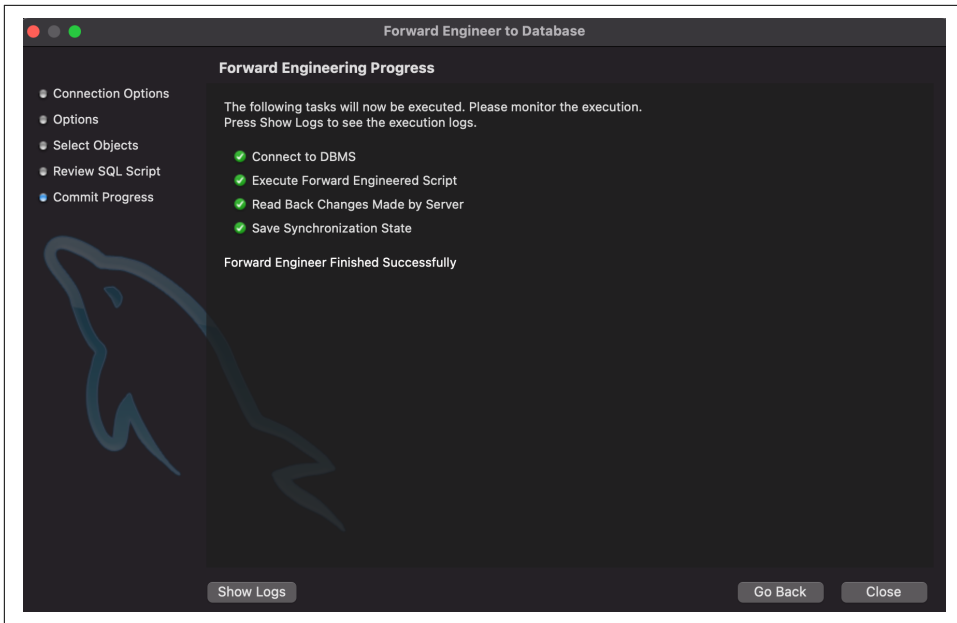 Forward Engineer to Database
Forward Engineering Progress
Connection Options
Options
Select Objects
Review SQL Script
Commit Progress
The following tasks will now be executed. Please monitor the execution.
Press Show Logs to see the execution logs.
Connect to DBMS
Execute Forward Engineered Script
Read Back Changes Made by Server
Save Synchronization State
Forward Engineer Finished Successfully
Show Logs
Go Back
Close